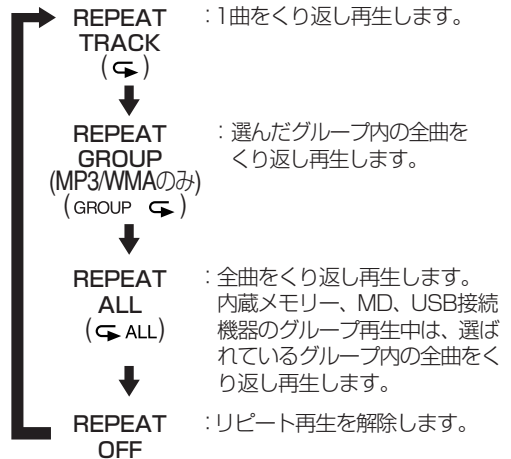 REPEAT
TRACK
( )
：1曲をくり返し再生します。
REPEAT
GROUP
(MP3/WMAのみ)
( GROUP )
：選んだグループ内の全曲を
くり返し再生します。
REPEAT
ALL
( ALL)
：全曲をくり返し再生します。
内蔵メモリー、MD、USB接続
機器のグループ再生中は、選ば
れているグループ内の全曲をく
り返し再生します。
REPEAT
OFF
：リピート再生を解除します。